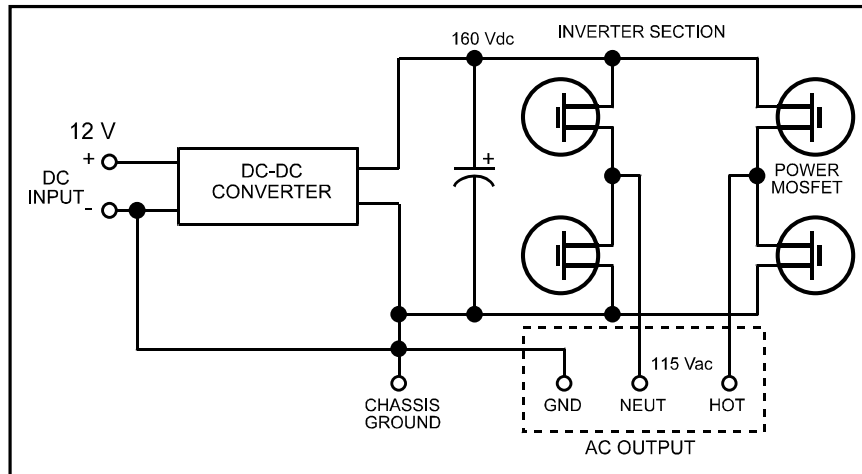 160 Vdc
INVERTER SECTION
12 V
+
DC
INPUT
-
DC-DC
CONVERTER
+
POWER
MOSFET
115 Vac
CHASSIS
GROUND
GND
NEUT
HOT
AC OUTPUT